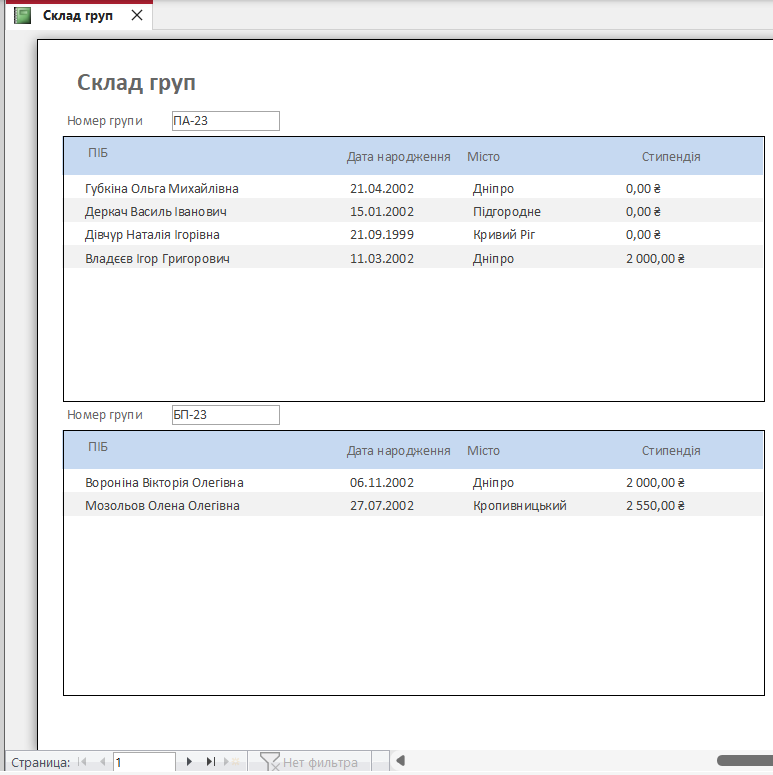 Склад груп
Склад груп
Номер групи ПА-23
ПІБ Дата народження Місто Стипендія
Губкіна Ольга Михайлівна 21.04.2002 Дніпро 0,00 ₴
Деркач Василь Іванович 15.01.2002 Підгородне 0,00 ₴
Дівчур Наталія Ігорівна 21.09.1999 Кривий Ріг 0,00 ₴
Владєєв Ігор Григорович 11.03.2002 Дніпро 2 000,00 ₴
Номер групи БП-23
ПІБ Дата народження Місто Стипендія
Вороніна Вікторія Олегівна 06.11.2002 Дніпро 2 000,00 ₴
Мозольов Олена Олегівна 27.07.2002 Кропивницький 2 550,00 ₴
Страница: 1 Нет фильтра